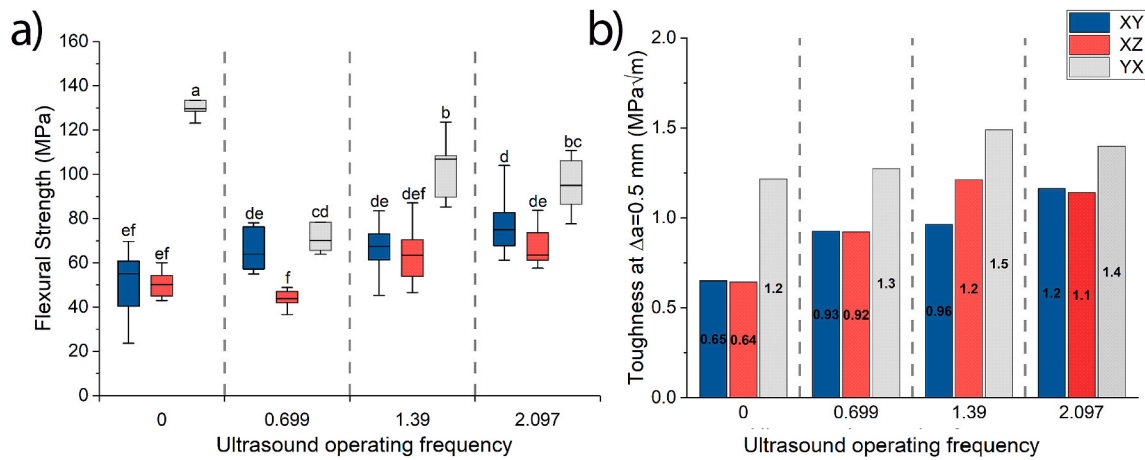 a)
160
140
120
100
80
60
40
20
0
Flexural Strength (MPa)
ef
ef
a
de
f
cd
de
def
b
d
de
bc
0
0.699
1.39
2.097
Ultrasound operating frequency
b)
XY
XZ
YX
2.0
1.5
1.0
0.5
0.0
Toughness at Δa=0.5 mm (MPa√m)
0.65
0.64
1.2
0.93
0.92
1.3
0.96
1.2
1.5
1.2
1.1
1.4
0
0.699
1.39
2.097
Ultrasound operating frequency